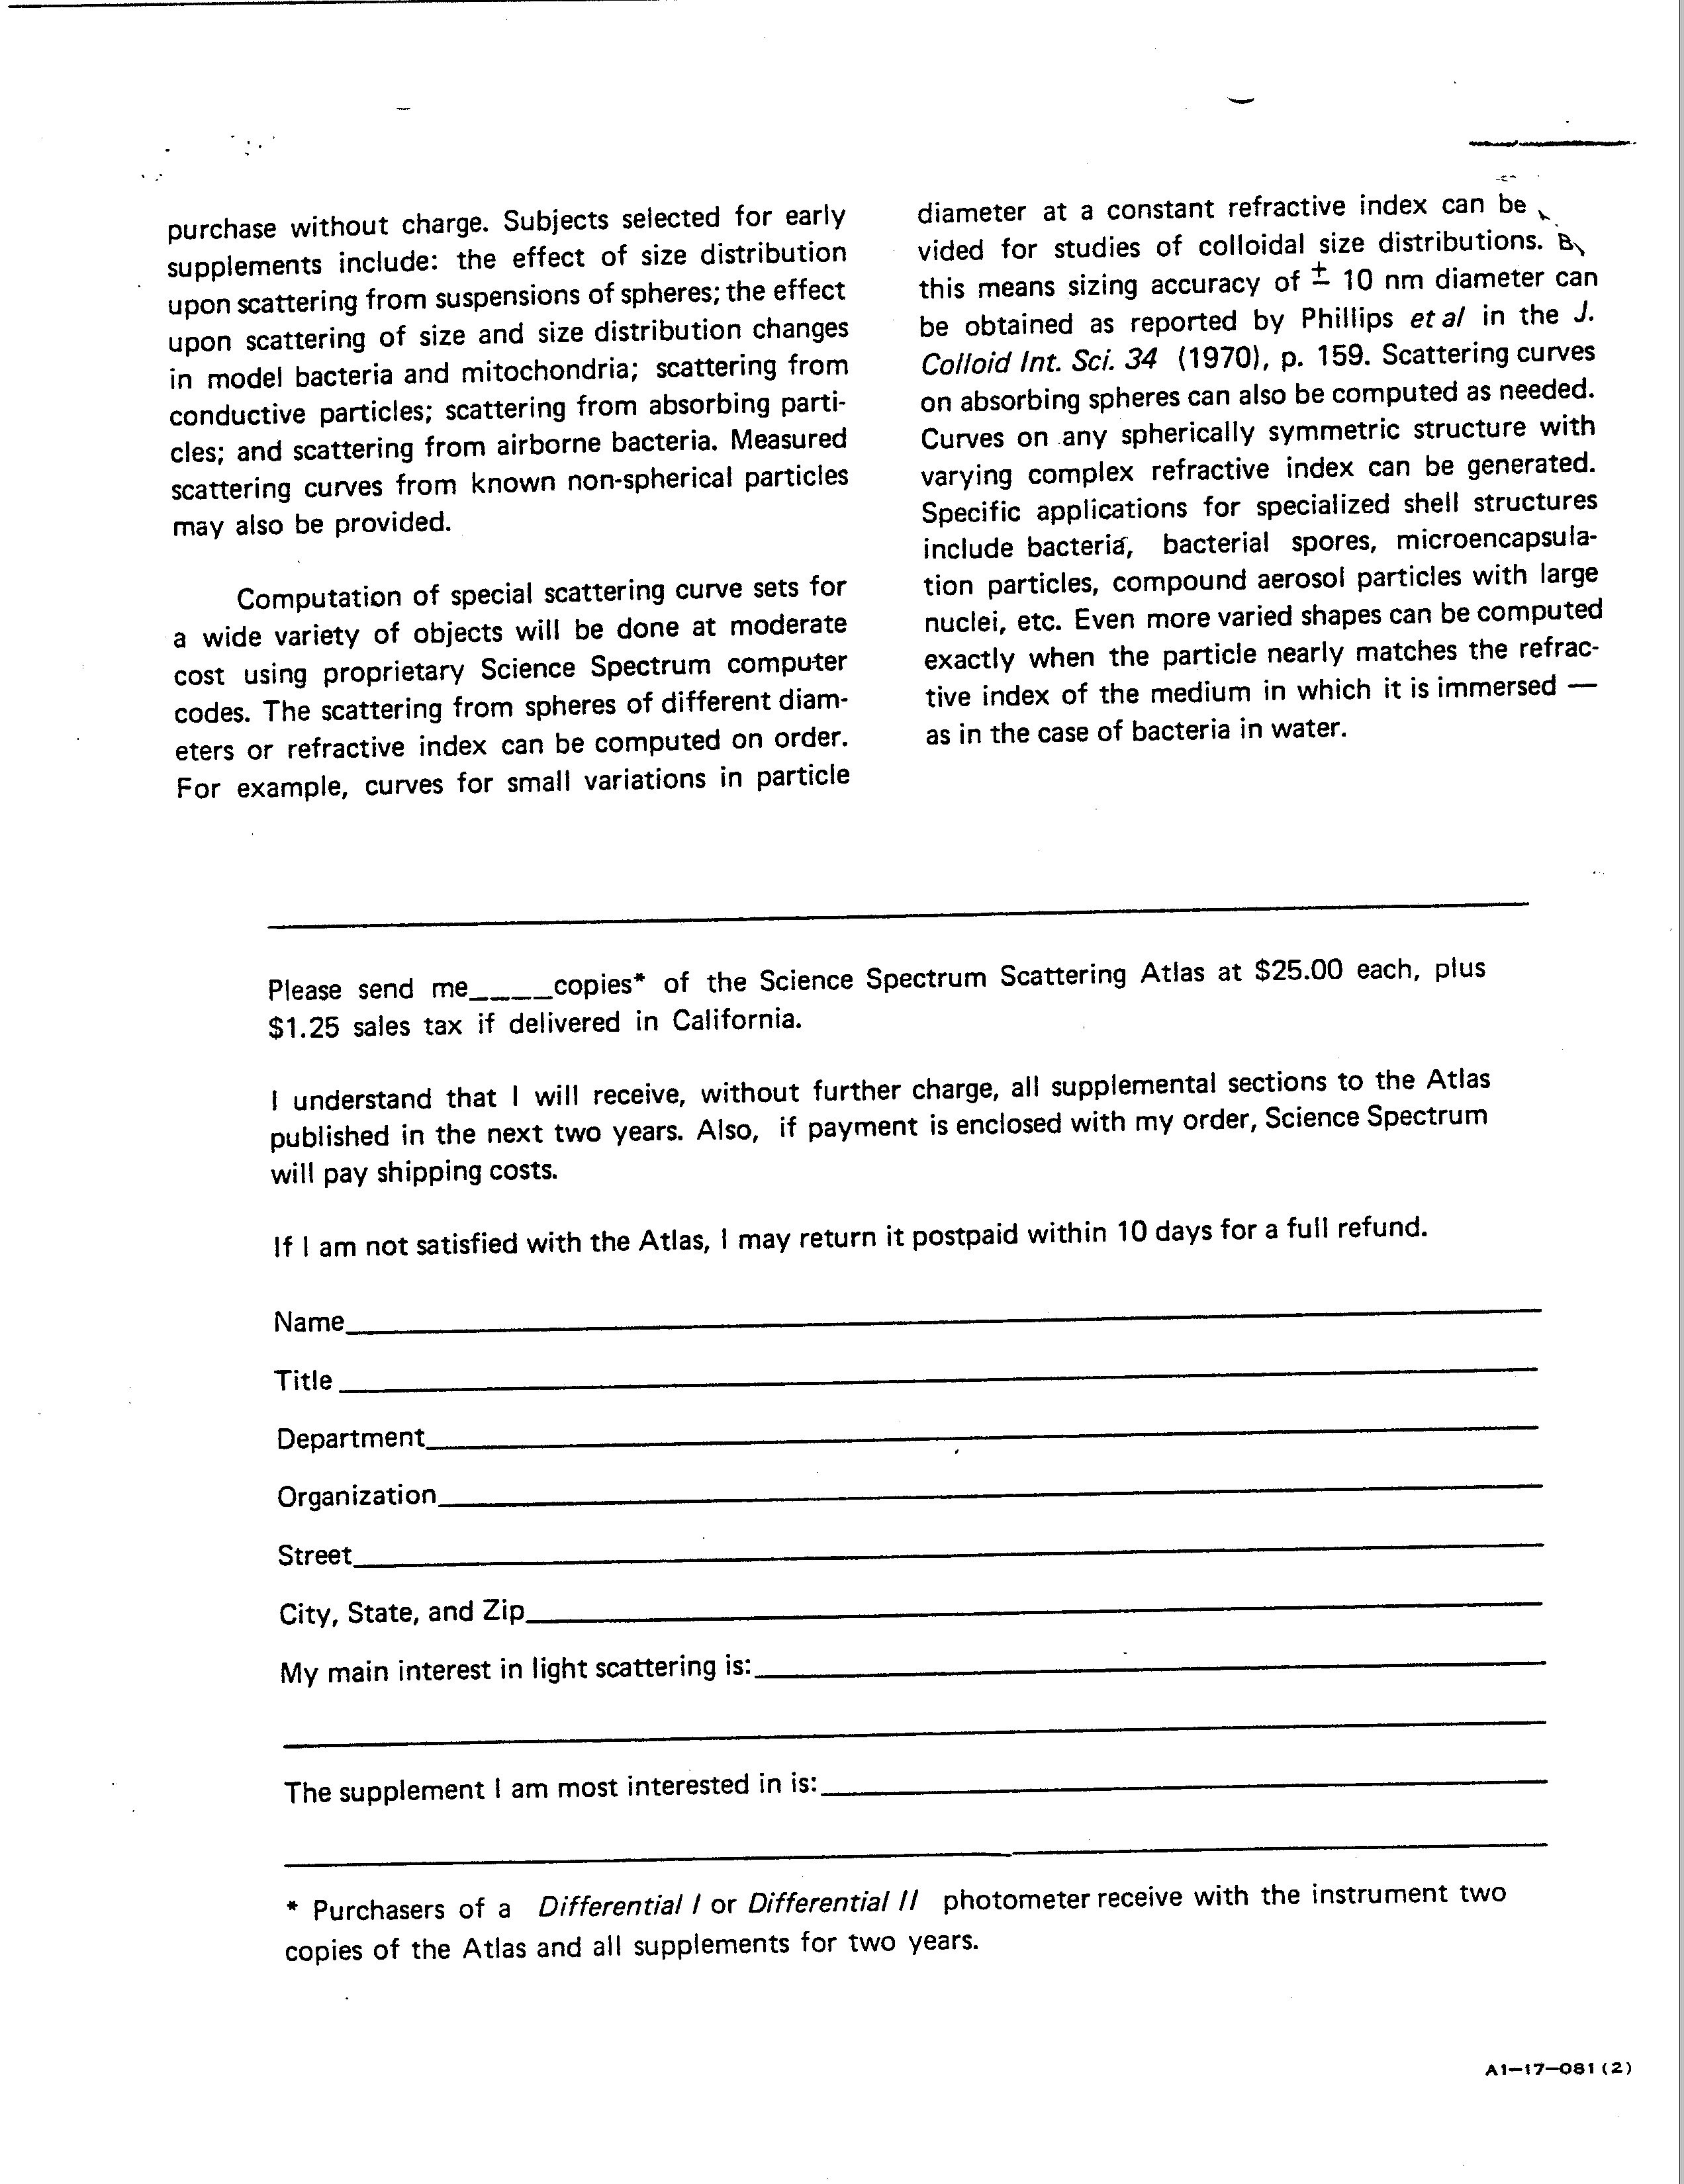 purchase without charge. Subjects selected for early
supplements include: the effect of size distribution
upon scattering from suspensions of spheres; the effect
upon scattering of size and size distribution changes
in model bacteria and mitochondria; scattering from
conductive particles; scattering from absorbing parti-
cles; and scattering from airborne bacteria. Measured
scattering curves from known non-spherical particles
may also be provided.
Computation of special scattering curve sets for
a wide variety of objects will be done at moderate
cost using proprietary Science Spectrum computer
codes. The scattering from spheres of different diam-
eters or refractive index can be computed on order.
For example, curves for small variations in particle
diameter at a constant refractive index can be
vided for studies of colloidal size distributions.
this means sizing accuracy of ± 10 nm diameter can
be obtained as reported by Phillips et al in the J.
Colloid Int. Sci. 34 (1970), p. 159. Scattering curves
on absorbing spheres can also be computed as needed.
Curves on any spherically symmetric structure with
varying complex refractive index can be generated.
Specific applications for specialized shell structures
include bacteria, bacterial spores, microencapsula-
tion particles, compound aerosol particles with large
nuclei, etc. Even more varied shapes can be computed
exactly when the particle nearly matches the refrac-
tive index of the medium in which it is immersed —
as in the case of bacteria in water.
Please send me_____copies* of the Science Spectrum Scattering Atlas at $25.00 each, plus
$1.25 sales tax if delivered in California.
I understand that I will receive, without further charge, all supplemental sections to the Atlas
published in the next two years. Also, if payment is enclosed with my order, Science Spectrum
will pay shipping costs.
If I am not satisfied with the Atlas, I may return it postpaid within 10 days for a full refund.
Name
Title
Department
Organization
Street
City, State, and Zip
My main interest in light scattering is:
The supplement I am most interested in is:
* Purchasers of a Differential I or Differential II photometer receive with the instrument two
copies of the Atlas and all supplements for two years.
A1-17-081 (2)